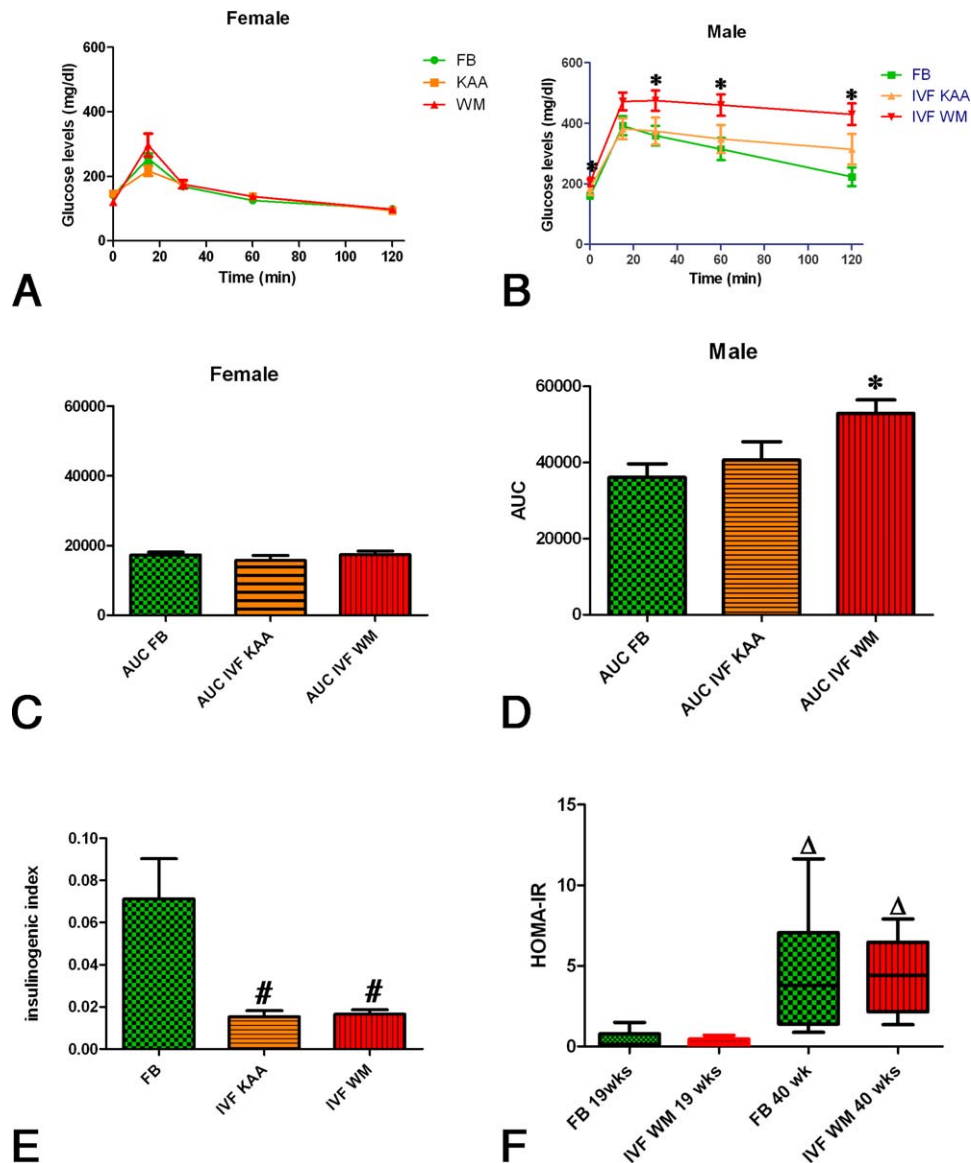 Female
Glucose levels (mg/dl)
600
400
200
0
0 20 40 60 80 100 120
Time (min)
FB
KAA
WM
A
Male
Glucose levels (mg/dl)
600
400
200
0
* * * *
0 20 40 60 80 100 120
Time (min)
FB
IVF KAA
IVF WM
B
Female
60000
40000
20000
0
AUC FB
AUC IVF KAA
AUC IVF WM
C
Male
AUC
60000
40000
20000
0
*
AUC FB
AUC IVF KAA
AUC IVF WM
D
insulinogenic index
0.10
0.08
0.06
0.04
0.02
0.00
# #
FB
IVF KAA
IVF WM
E
HOMA-IR
15
10
5
0
Δ Δ
FB 19wks
IVF WM 19 wks
FB 40 wk
IVF WM 40 wks
F